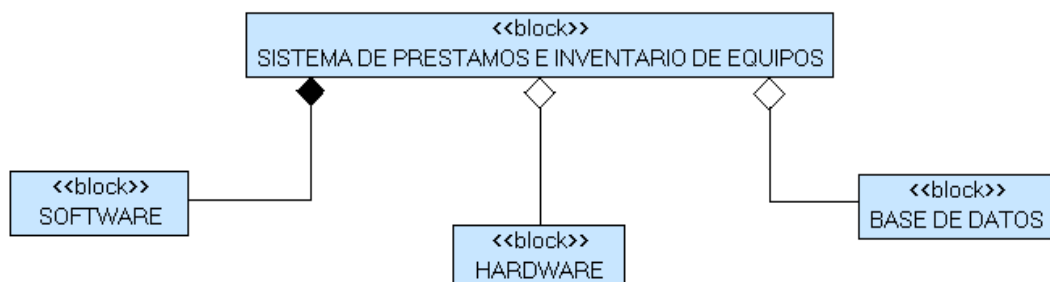 <<block>>
SISTEMA DE PRESTAMOS E INVENTARIO DE EQUIPOS
<<block>>
SOFTWARE
<<block>>
HARDWARE
<<block>>
BASE DE DATOS